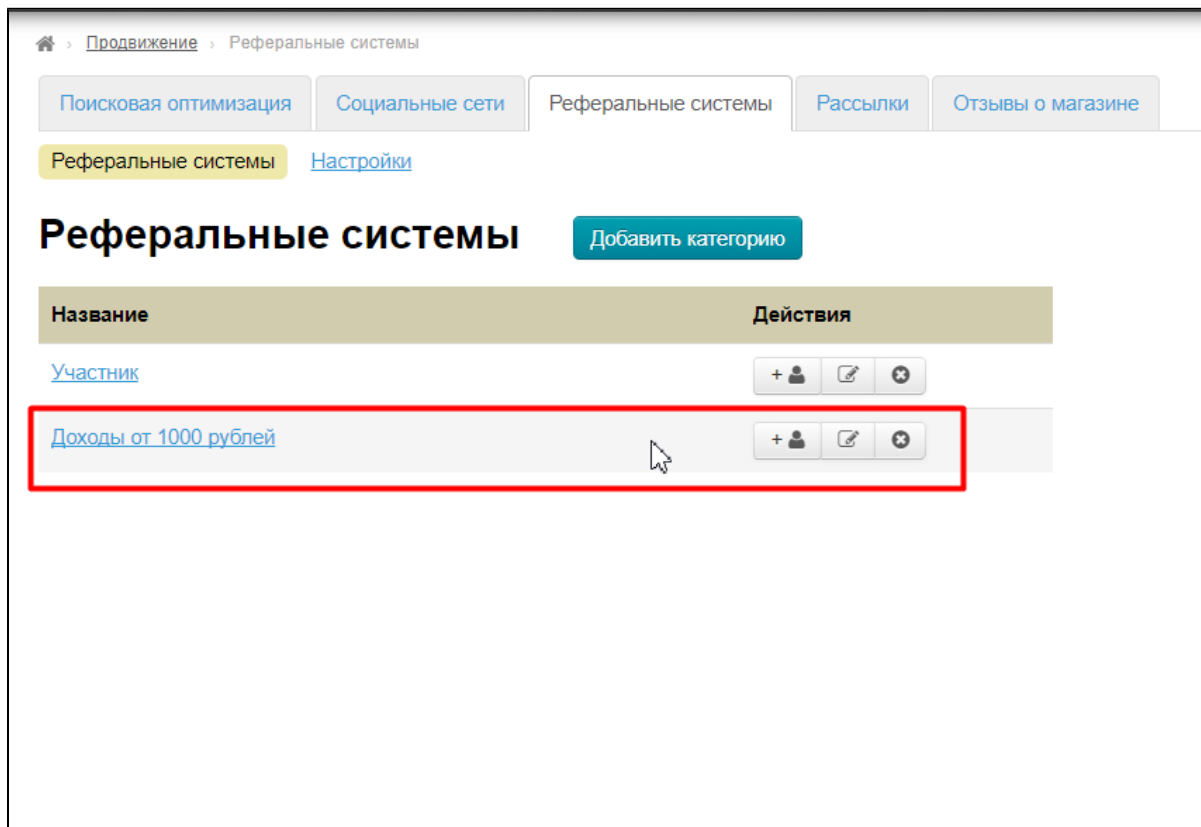 Продвижение › Реферальные системы
Поисковая оптимизация Социальные сети Реферальные системы Рассылки Отзывы о магазине
Реферальные системы Настройки
Реферальные системы Добавить категорию
Название Действия
Участник +
Доходы от 1000 рублей +